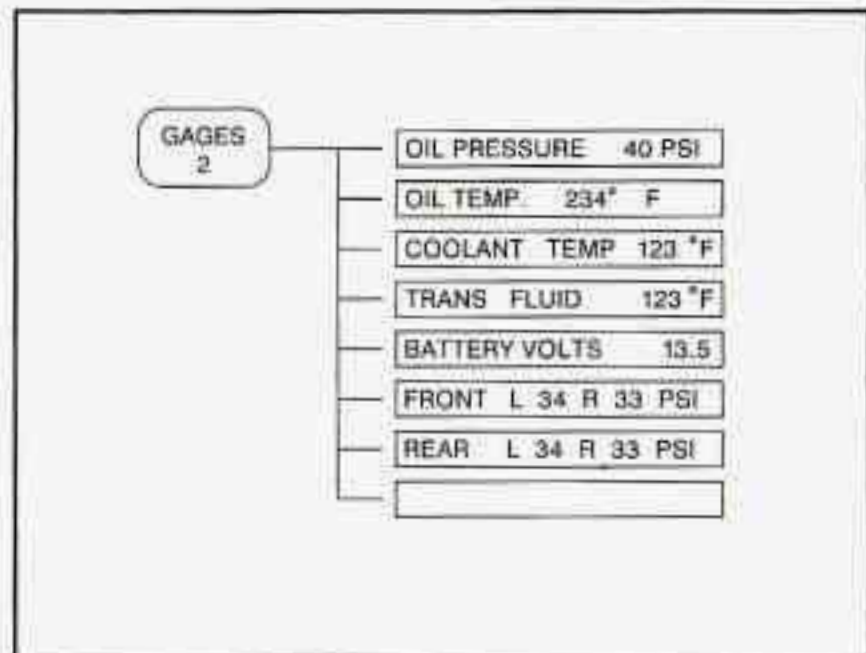 GAGES
2
OIL PRESSURE 40 PSI
OIL TEMP. 234° F
COOLANT TEMP 123 °F
TRANS FLUID 123 °F
BATTERY VOLTS 13.5
FRONT L 34 R 33 PSI
REAR L 34 R 33 PSI